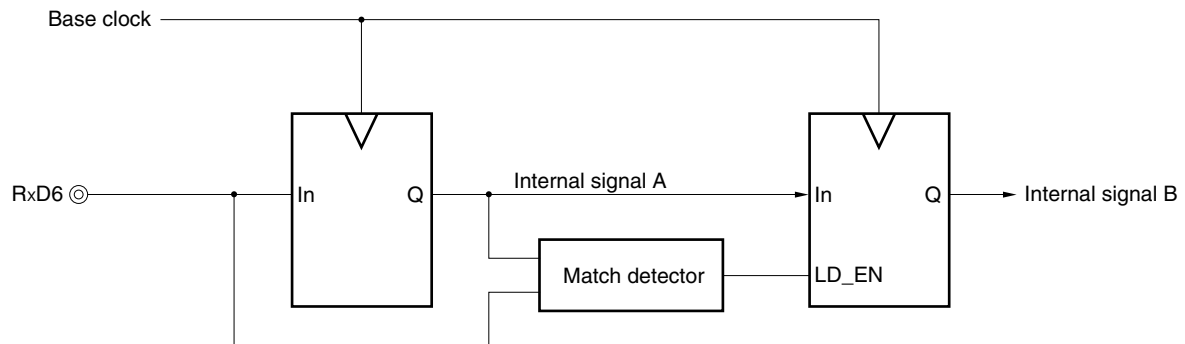 Base clock
RxD6
In
Q
Internal signal A
In
Q
Internal signal B
Match detector
LD_EN